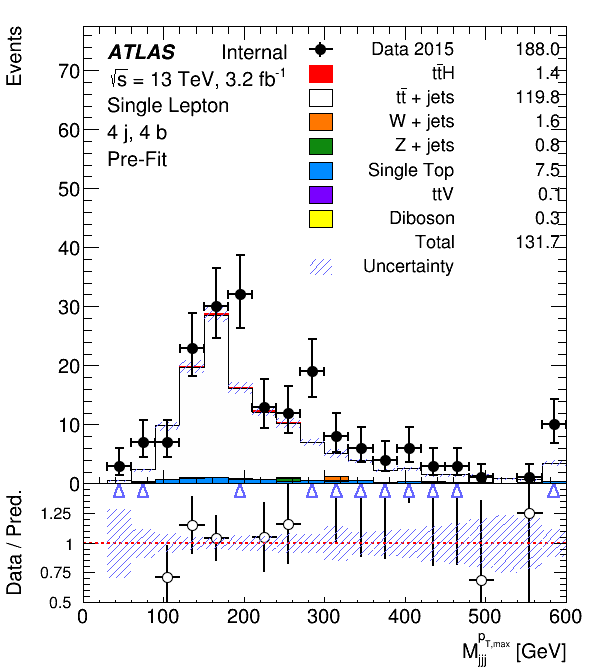 Events
ATLAS Internal
√s = 13 TeV, 3.2 fb⁻¹
Single Lepton
4 j, 4 b
Pre-Fit
Data 2015 188.0
tt̄H 1.4
tt̄ + jets 119.8
W + jets 1.6
Z + jets 0.8
Single Top 7.5
ttV 0.1
Diboson 0.3
Total 131.7
Uncertainty
70
60
50
40
30
20
10
0
Data / Pred.
1.25
1
0.75
0.5
0 100 200 300 400 500 600
M_{jjj}^{p_{T,max}} [GeV]